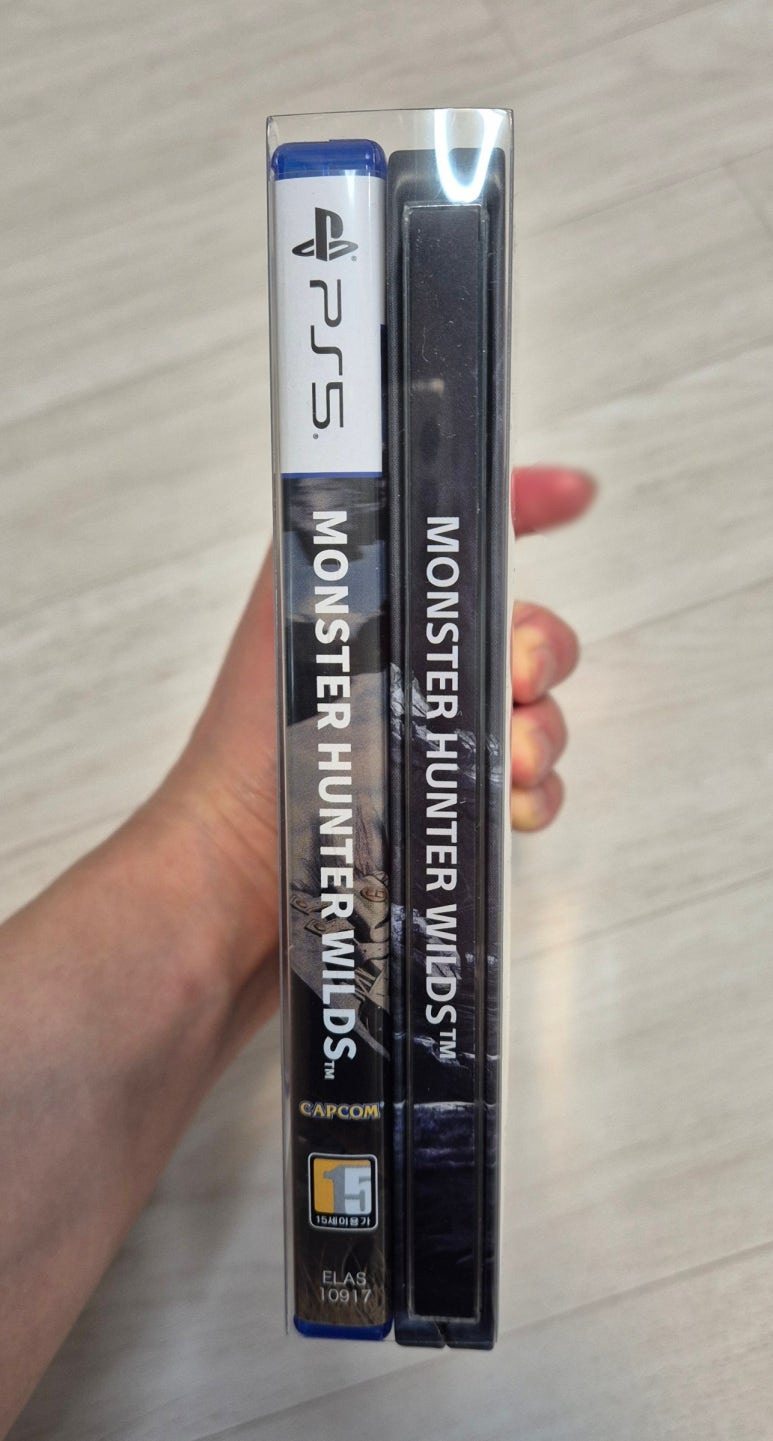 PS5
MONSTER HUNTER WILDS™
CAPCOM
15
15세이용가
ELAS
10917
MONSTER HUNTER WILDS™